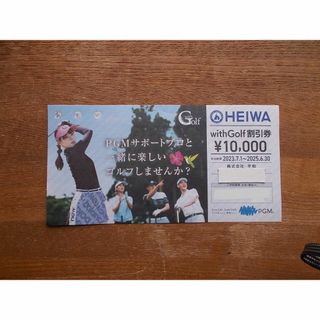 Golf
PGMサポートプロと
一緒に楽しい
ゴルフしませんか?
HEIWA
withGolf割引券
¥10,000
2023.7.1~2025.6.30
株式会社 平和
PGM